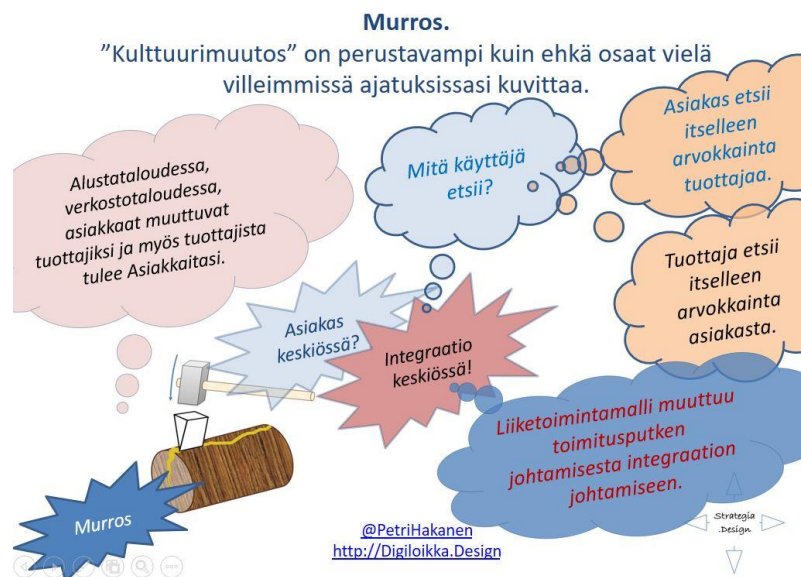 Murros.
"Kulttuurimuutos" on perustavampi kuin ehkä osaat vielä
villeimmissä ajatuksissasi kuvittaa.
Alustataloudessa,
verkostotaloudessa,
asiakkaat muuttuvat
tuottajiksi ja myös tuottajista
tulee Asiakkaitasi.
Mitä käyttäjä
etsii?
Asiakas etsii
itselleen
arvokkainta
tuottajaa.
Tuottaja etsii
itselleen
arvokkainta
asiakasta.
Asiakas
keskiössä?
Integraatio
keskiössä!
Liiketoimintamalli muuttuu
toimitusputken
johtamisesta integraation
johtamiseen.
Murros
@PetriHakanen
http://Digiloikka.Design
Strategia
.Design